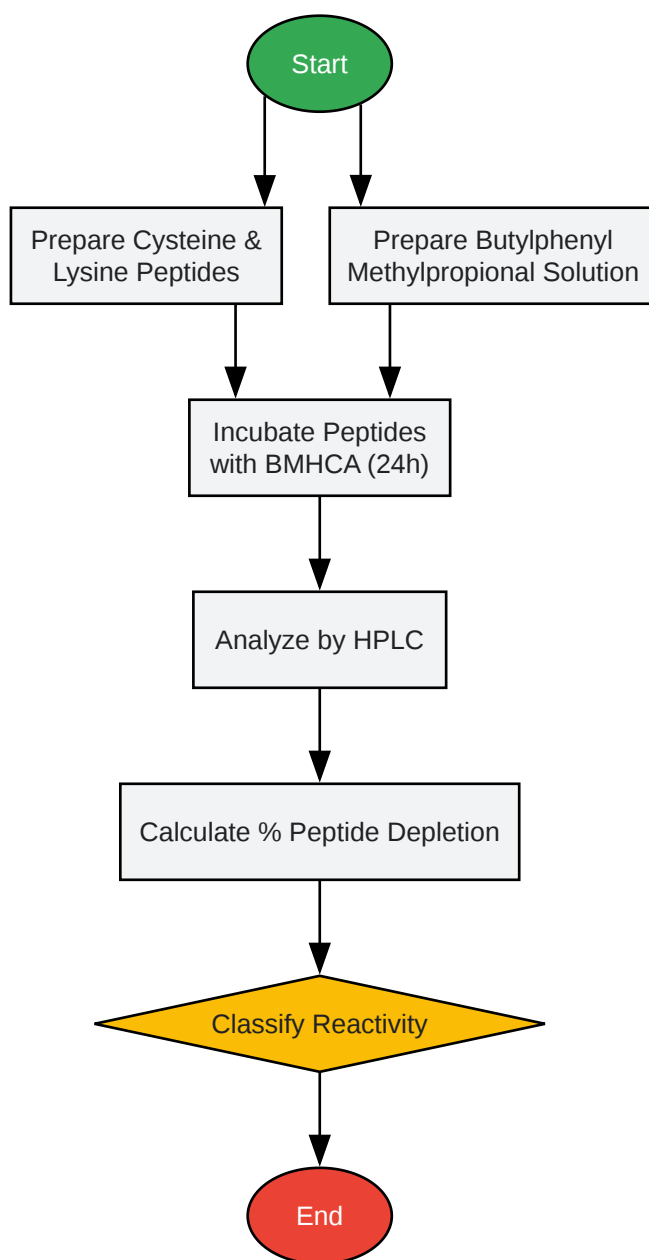 Start
Prepare Cysteine &
Lysine Peptides
Prepare Butylphenyl
Methylpropional Solution
Incubate Peptides
with BMHCA (24h)
Analyze by HPLC
Calculate % Peptide Depletion
Classify Reactivity
End